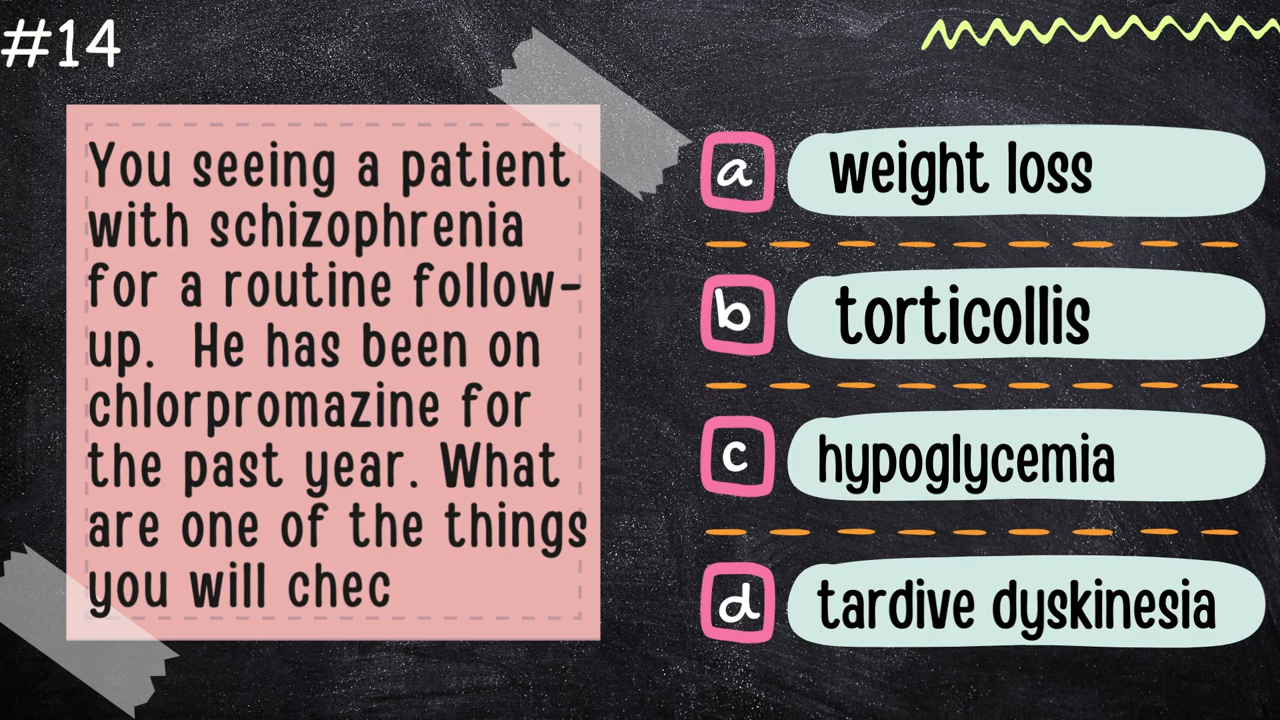 #14
You seeing a patient
with schizophrenia
for a routine follow-
up.  He has been on
chlorpromazine for
the past year. What
are one of the things
you will chec
a weight loss
b torticollis
c hypoglycemia
d tardive dyskinesia